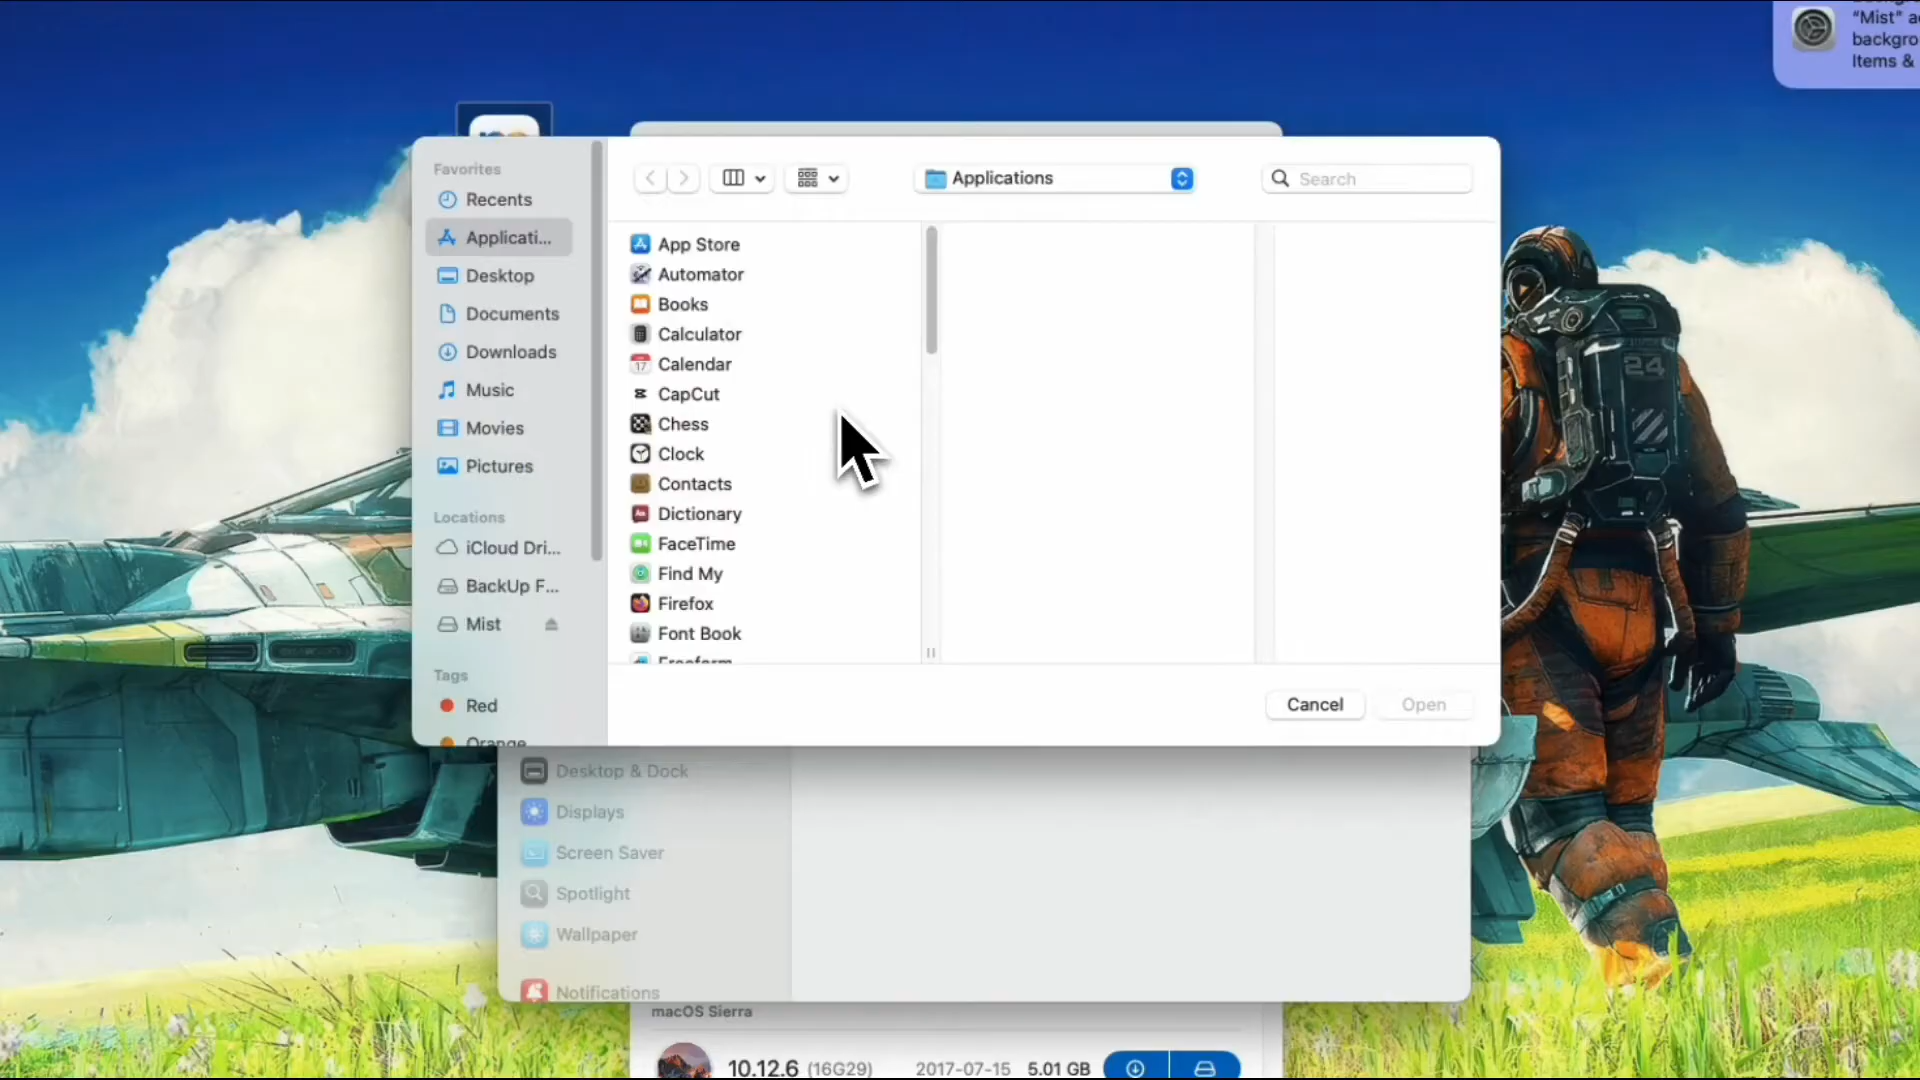 "Mist" a
backgro
Items &
Favorites
Recents
Applicati...
Desktop
Documents
Downloads
Music
Movies
Pictures
Locations
iCloud Dri...
BackUp F...
Mist
Tags
Red
Orange
Applications
Search
App Store
Automator
Books
Calculator
Calendar
CapCut
Chess
Clock
Contacts
Dictionary
FaceTime
Find My
Firefox
Font Book
Freeform
Cancel
Open
Desktop & Dock
Displays
Screen Saver
Spotlight
Wallpaper
Notifications
macOS Sierra
10.12.6 (16G29) 2017-07-15 5.01 GB
24